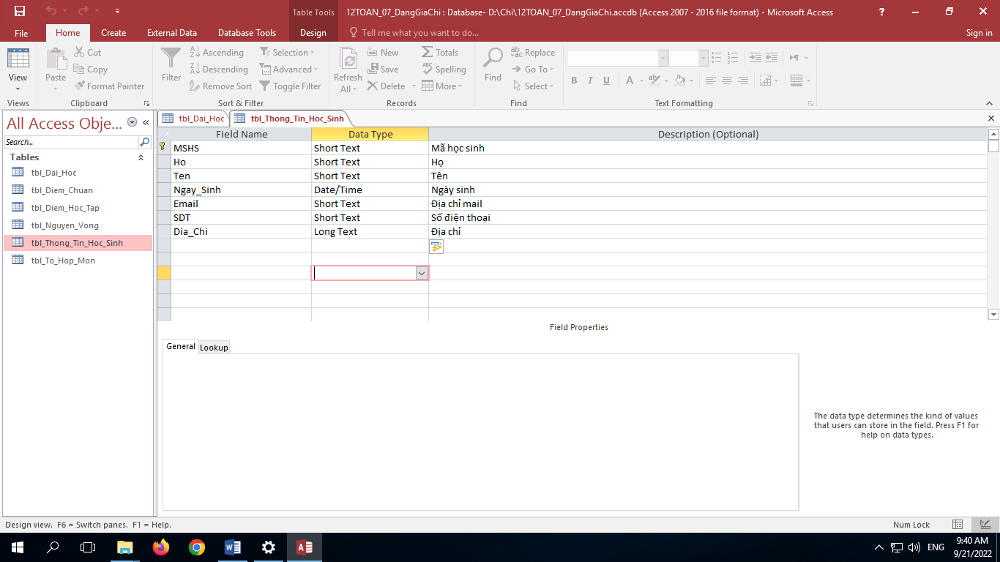 Table Tools
12TOAN_07_DangGiaChi : Database- D:\Chi\12TOAN_07_DangGiaChi.accdb (Access 2007 - 2016 file format) - Microsoft Access
?
File Home Create External Data Database Tools Design Tell me what you want to do... Sign in
View
Views
Paste
Cut
Copy
Format Painter
Clipboard
Filter
Ascending
Descending
Remove Sort
Selection
Advanced
Toggle Filter
Sort & Filter
Refresh
All
New
Save
Delete
Totals
Spelling
More
Records
Find
Replace
Go To
Select
Find
B I U A
Text Formatting
All Access Obje...
Search...
Tables
tbl_Dai_Hoc
tbl_Diem_Chuan
tbl_Diem_Hoc_Tap
tbl_Nguyen_Vong
tbl_Thong_Tin_Hoc_Sinh
tbl_To_Hop_Mon
tbl_Dai_Hoc tbl_Thong_Tin_Hoc_Sinh
Field Name Data Type Description (Optional)
MSHS Short Text Mã học sinh
Ho Short Text Họ
Ten Short Text Tên
Ngay_Sinh Date/Time Ngày sinh
Email Short Text Địa chỉ mail
SDT Short Text Số điện thoại
Dia_Chi Long Text Địa chỉ
Field Properties
General Lookup
The data type determines the kind of values
that users can store in the field. Press F1 for
help on data types.
Design view. F6 = Switch panes. F1 = Help.
Num Lock
ENG
9:40 AM
9/21/2022